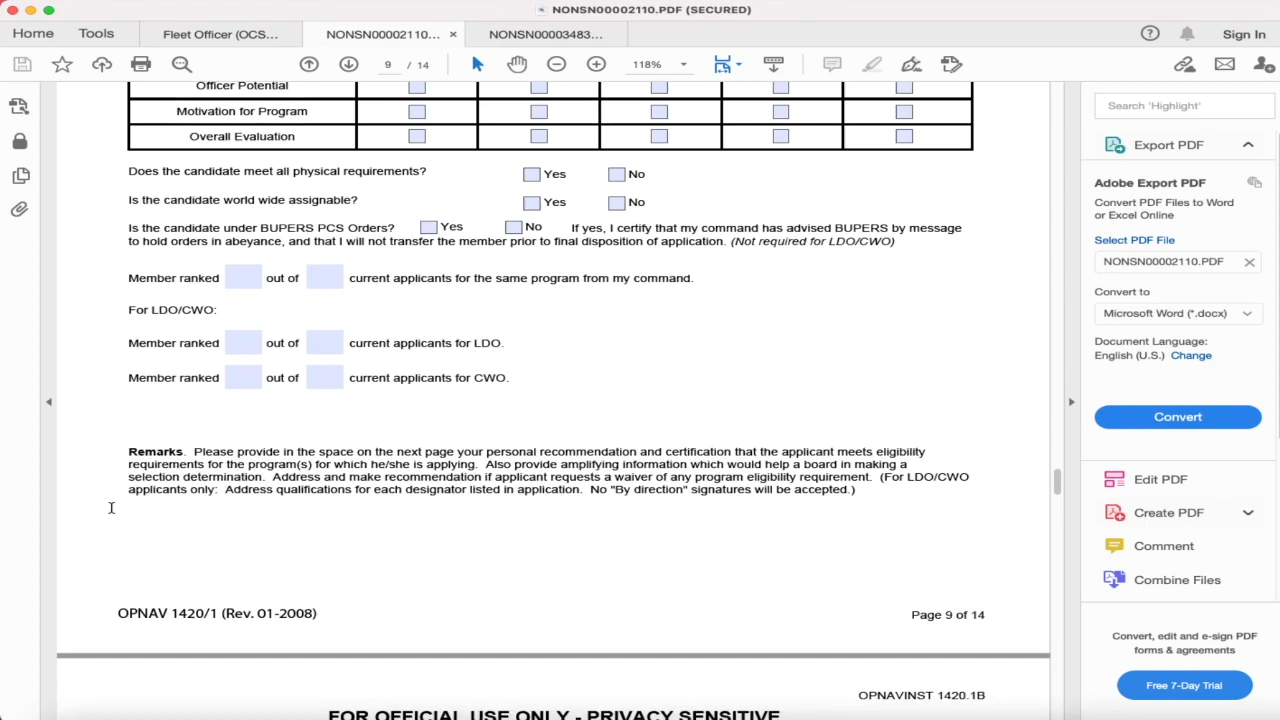 NONSN00002110.PDF (SECURED)
Home Tools Fleet Officer (OCS... NONSN00002110... × NONSN00003483... Sign In
9 / 14 118%
Officer Potential
Motivation for Program
Overall Evaluation
Does the candidate meet all physical requirements? Yes No
Is the candidate world wide assignable? Yes No
Is the candidate under BUPERS PCS Orders? Yes No If yes, I certify that my command has advised BUPERS by message
to hold orders in abeyance, and that I will not transfer the member prior to final disposition of application. (Not required for LDO/CWO)
Member ranked out of current applicants for the same program from my command.
For LDO/CWO:
Member ranked out of current applicants for LDO.
Member ranked out of current applicants for CWO.
Remarks. Please provide in the space on the next page your personal recommendation and certification that the applicant meets eligibility
requirements for the program(s) for which he/she is applying. Also provide amplifying information which would help a board in making a
selection determination. Address and make recommendation if applicant requests a waiver of any program eligibility requirement. (For LDO/CWO
applicants only: Address qualifications for each designator listed in application. No "By direction" signatures will be accepted.)
OPNAV 1420/1 (Rev. 01-2008) Page 9 of 14
OPNAVINST 1420.1B
FOR OFFICIAL USE ONLY - PRIVACY SENSITIVE
Search 'Highlight'
Export PDF
Adobe Export PDF
Convert PDF Files to Word
or Excel Online
Select PDF File
NONSN00002110.PDF
Convert to
Microsoft Word (*.docx)
Document Language:
English (U.S.) Change
Convert
Edit PDF
Create PDF
Comment
Combine Files
Convert, edit and e-sign PDF
forms & agreements
Free 7-Day Trial